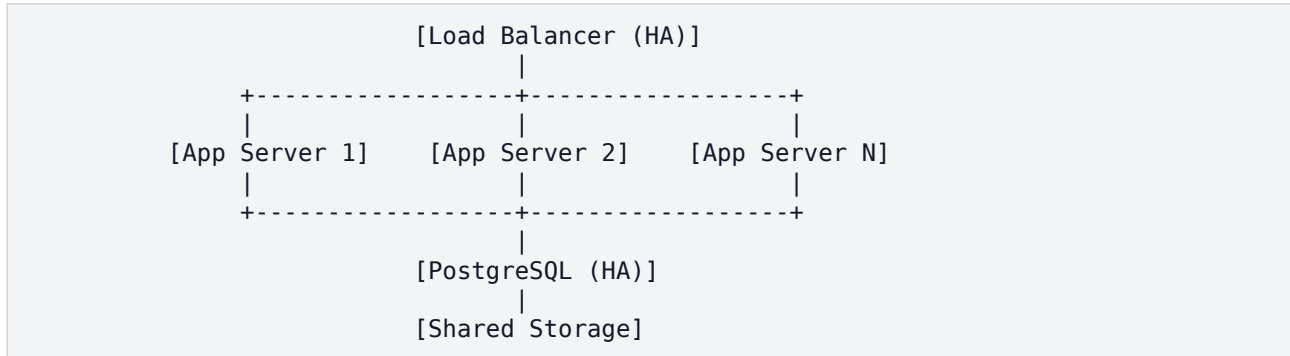 [Load Balancer (HA)]
|
+------------------+------------------+
| | |
[App Server 1] [App Server 2] [App Server N]
| | |
+------------------+------------------+
|
[PostgreSQL (HA)]
|
[Shared Storage]